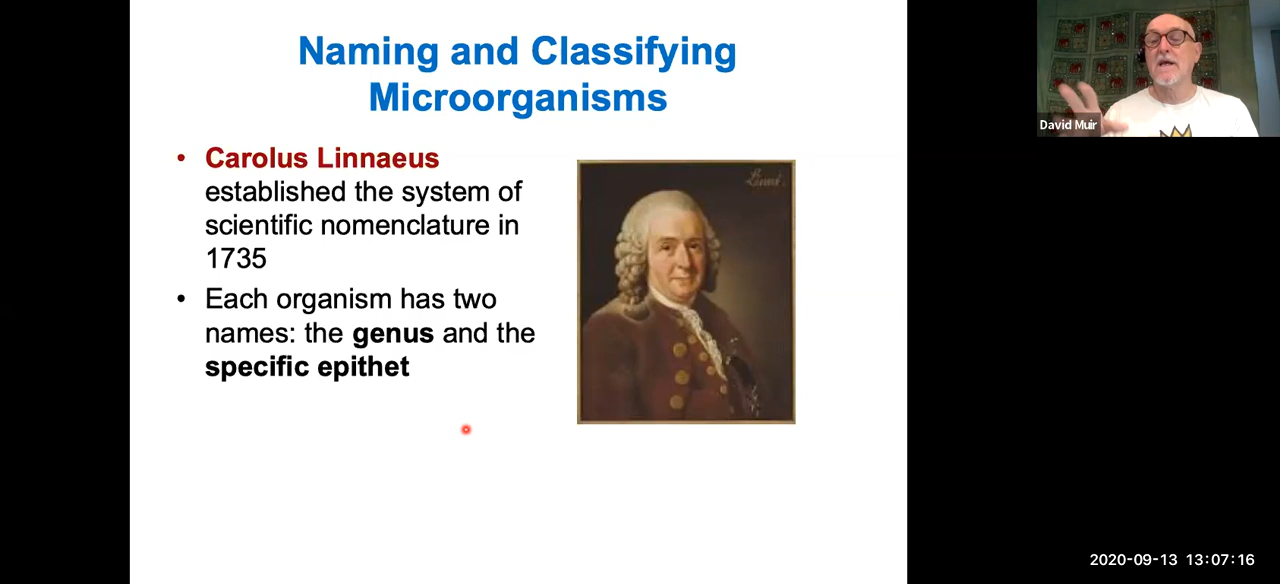 Naming and Classifying
Microorganisms
• Carolus Linnaeus
established the system of
scientific nomenclature in
1735
• Each organism has two
names: the genus and the
specific epithet
Linné.
David Muir
2020-09-13 13:07:16